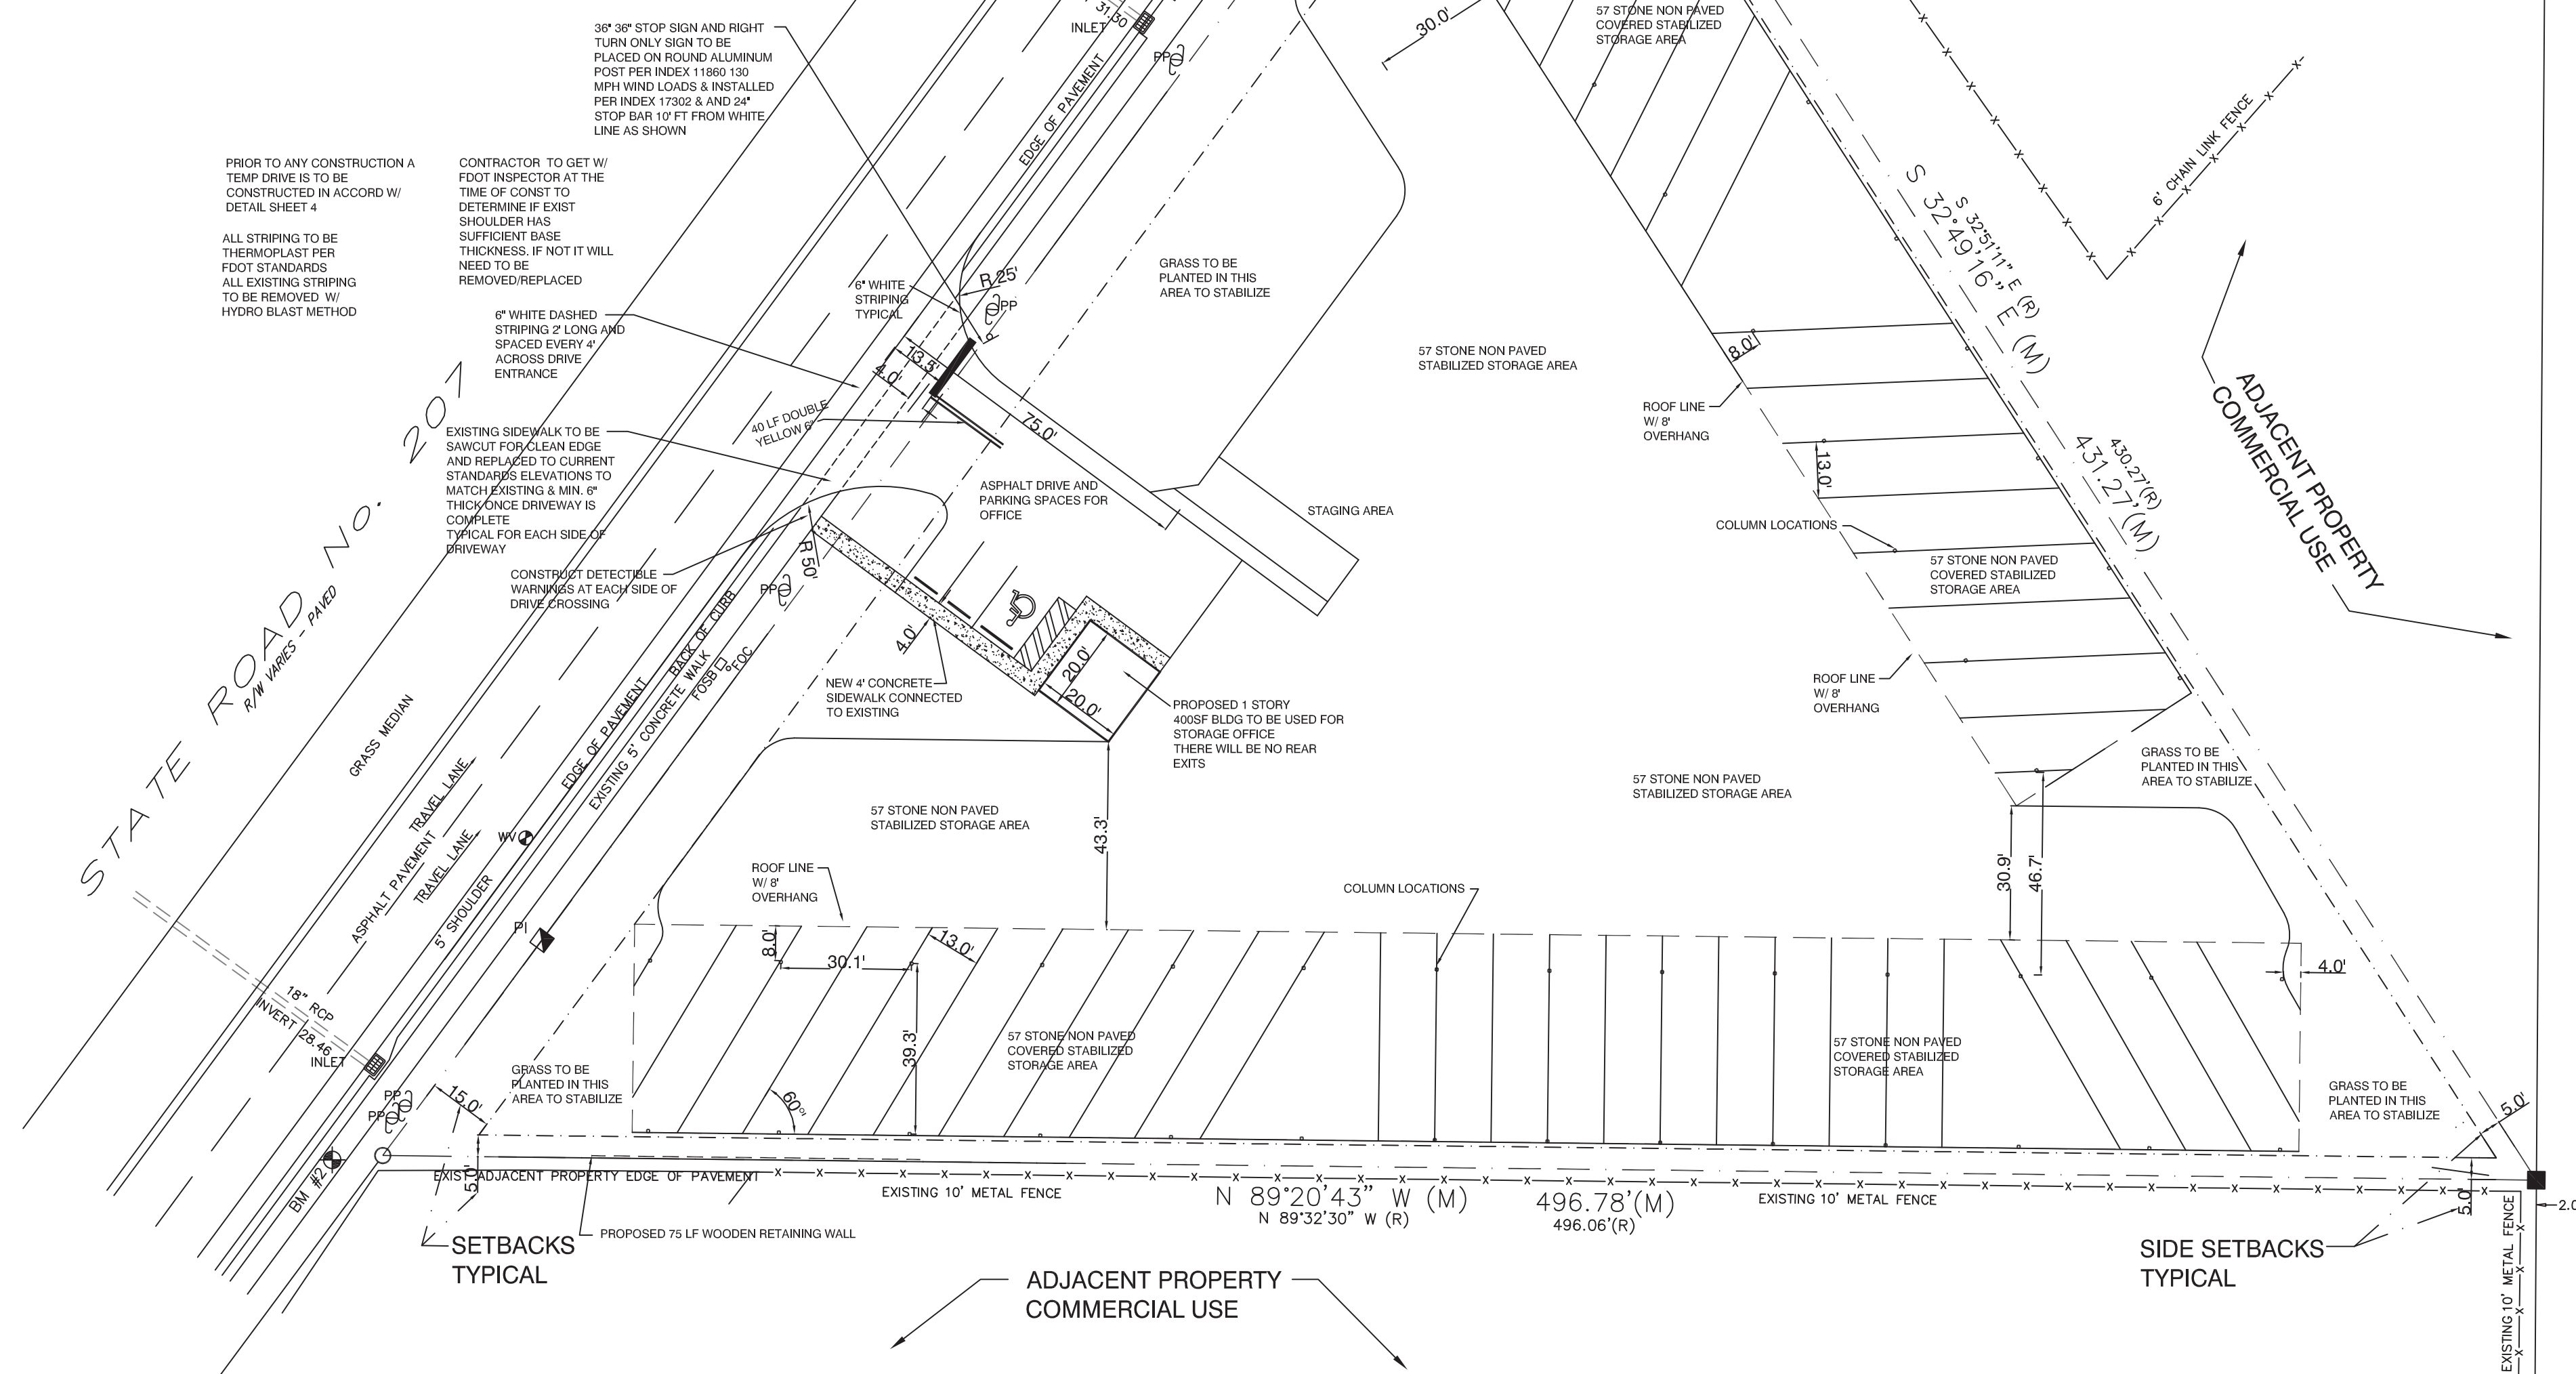 36" 36" STOP SIGN AND RIGHT
TURN ONLY SIGN TO BE
PLACED ON ROUND ALUMINUM
POST PER INDEX 11860 130
MPH WIND LOADS & INSTALLED
PER INDEX 17302 & AND 24"
STOP BAR 10' FT FROM WHITE
LINE AS SHOWN
31.30
INLET
PP
EDGE OF PAVEMENT
30.0'
57 STONE NON PAVED
COVERED STABILIZED
STORAGE AREA
6' CHAIN LINK FENCE
PRIOR TO ANY CONSTRUCTION A
TEMP DRIVE IS TO BE
CONSTRUCTED IN ACCORD W/
DETAIL SHEET 4
ALL STRIPING TO BE
THERMOPLAST PER
FDOT STANDARDS
ALL EXISTING STRIPING
TO BE REMOVED W/
HYDRO BLAST METHOD
CONTRACTOR TO GET W/
FDOT INSPECTOR AT THE
TIME OF CONST TO
DETERMINE IF EXIST
SHOULDER HAS
SUFFICIENT BASE
THICKNESS. IF NOT IT WILL
NEED TO BE
REMOVED/REPLACED
6" WHITE
STRIPING
TYPICAL
R 25'
PP
GRASS TO BE
PLANTED IN THIS
AREA TO STABILIZE
S 32°51'11" E (R)
S 32°49'16" E (M)
6" WHITE DASHED
STRIPING 2' LONG AND
SPACED EVERY 4'
ACROSS DRIVE
ENTRANCE
13.5'
4.0'
75.0'
40 LF DOUBLE
YELLOW 6"
57 STONE NON PAVED
STABILIZED STORAGE AREA
8.0'
ROOF LINE
W/ 8'
OVERHANG
13.0'
430.27'(R)
431.27'(M)
ADJACENT PROPERTY
COMMERCIAL USE
STATE ROAD NO. 207
R/W VARIES - PAVED
EXISTING SIDEWALK TO BE
SAWCUT FOR CLEAN EDGE
AND REPLACED TO CURRENT
STANDARDS ELEVATIONS TO
MATCH EXISTING & MIN. 6"
THICK ONCE DRIVEWAY IS
COMPLETE
TYPICAL FOR EACH SIDE OF
DRIVEWAY
ASPHALT DRIVE AND
PARKING SPACES FOR
OFFICE
STAGING AREA
COLUMN LOCATIONS
57 STONE NON PAVED
COVERED STABILIZED
STORAGE AREA
CONSTRUCT DETECTIBLE
WARNINGS AT EACH SIDE OF
DRIVE CROSSING
R 50'
PP
BACK OF CURB
4.0'
FOSB
FOC
20.0'
20.0'
NEW 4' CONCRETE
SIDEWALK CONNECTED
TO EXISTING
PROPOSED 1 STORY
400SF BLDG TO BE USED FOR
STORAGE OFFICE
THERE WILL BE NO REAR
EXITS
ROOF LINE
W/ 8'
OVERHANG
GRASS MEDIAN
EDGE OF PAVEMENT
EXISTING 5' CONCRETE WALK
TRAVEL LANE
ASPHALT PAVEMENT
TRAVEL LANE
WV
5' SHOULDER
PI
57 STONE NON PAVED
STABILIZED STORAGE AREA
57 STONE NON PAVED
STABILIZED STORAGE AREA
GRASS TO BE
PLANTED IN THIS
AREA TO STABILIZE
43.3'
30.9'
46.7'
ROOF LINE
W/ 8'
OVERHANG
COLUMN LOCATIONS
8.0'
30.1'
13.0'
4.0'
39.3'
60°
18" RCP
INVERT 28.46
INLET
57 STONE NON PAVED
COVERED STABILIZED
STORAGE AREA
57 STONE NON PAVED
COVERED STABILIZED
STORAGE AREA
GRASS TO BE
PLANTED IN THIS
AREA TO STABILIZE
GRASS TO BE
PLANTED IN THIS
AREA TO STABILIZE
15.0'
PP
PP
5.0'
BM #2
5.0'
EXIST ADJACENT PROPERTY EDGE OF PAVEMENT
EXISTING 10' METAL FENCE
N 89°20'43" W (M)
N 89°32'30" W (R)
496.78'(M)
496.06'(R)
EXISTING 10' METAL FENCE
5.0'
2.0
PROPOSED 75 LF WOODEN RETAINING WALL
SETBACKS
TYPICAL
SIDE SETBACKS
TYPICAL
ADJACENT PROPERTY
COMMERCIAL USE
EXISTING 10' METAL FENCE